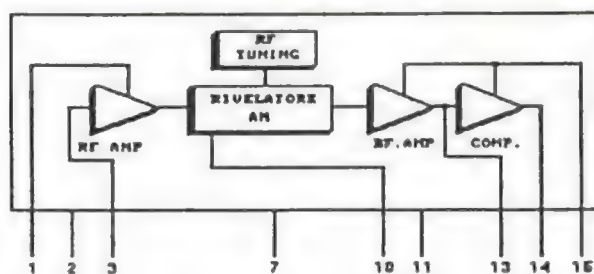 RF
TUNING
RIVELATORE
AM
RF AMP
BF.AMP
COMP.
1 2 3 7 10 11 13 14 15